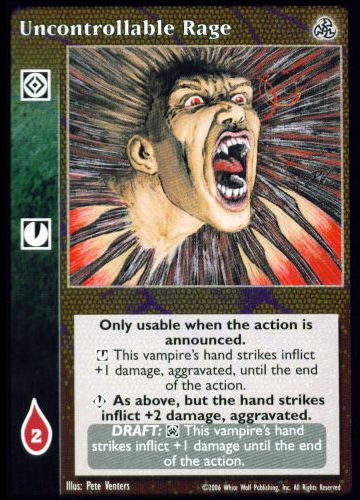 Uncontrollable Rage
Only usable when the action is
announced.
This vampire's hand strikes inflict
+1 damage, aggravated, until the end
of the action.
As above, but the hand strikes
inflict +2 damage, aggravated.
DRAFT: This vampire's hand
strikes inflict +1 damage until the
end of the action.
2
Illus: Pete Venters
©2006 White Wolf Publishing, Inc. All Rights Reserved